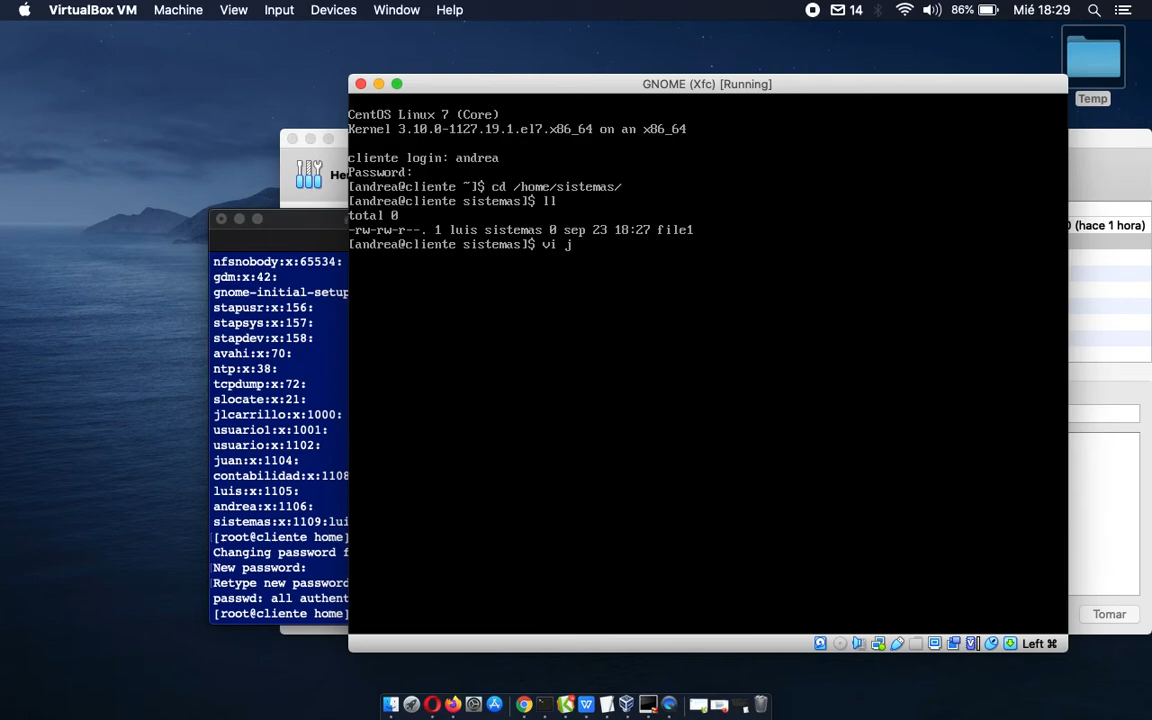 VirtualBox VM Machine View Input Devices Window Help 14 86% Mié 18:29
Temp
GNOME (Xfc) [Running]
CentOS Linux 7 (Core)
Kernel 3.10.0-1127.19.1.el7.x86_64 on an x86_64
cliente login: andrea
Password:
[andrea@cliente ~]$ cd /home/sistemas/
[andrea@cliente sistemas]$ ll
total 0
-rw-rw-r--. 1 luis sistemas 0 sep 23 18:27 file1
[andrea@cliente sistemas]$ vi j
(hace 1 hora)
nfsnobody:x:65534:
gdm:x:42:
gnome-initial-setup
stapusr:x:156:
stapsys:x:157:
stapdev:x:158:
avahi:x:70:
ntp:x:38:
tcpdump:x:72:
slocate:x:21:
jlcarrillo:x:1000:
usuario1:x:1001:
usuario:x:1102:
juan:x:1104:
contabilidad:x:1108
luis:x:1105:
andrea:x:1106:
sistemas:x:1109:lui
[root@cliente home]
Changing password f
New password:
Retype new password
passwd: all authent
[root@cliente home]
Tomar
Left ⌘